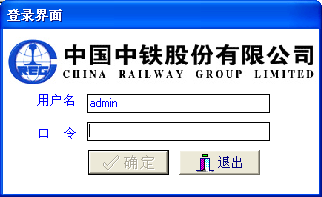 登录界面
中国中铁股份有限公司
CREC CHINA RAILWAY GROUP LIMITED
用户名 admin
口 令
确定 退出